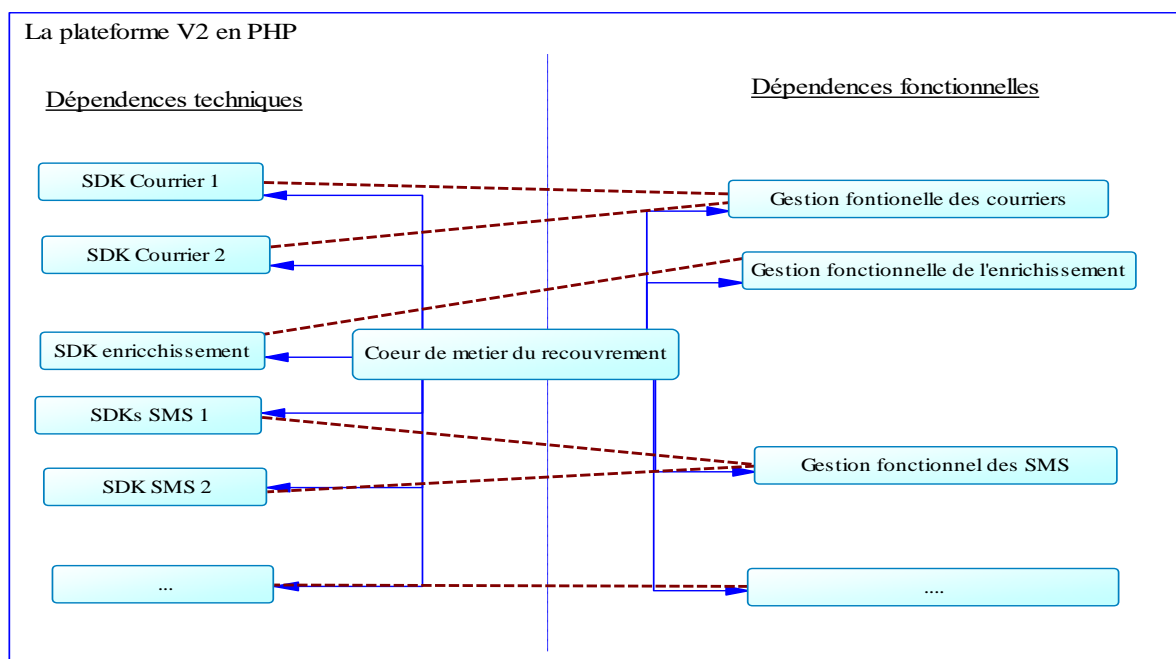 La plateforme V2 en PHP
Dépendences techniques
Dépendences fonctionnelles
SDK Courrier 1
Gestion fontionelle des courriers
SDK Courrier 2
Gestion fonctionnelle de l'enrichissement
SDK enricchissement
Coeur de metier du recouvrement
SDKs SMS 1
Gestion fonctionnel des SMS
SDK SMS 2
...
....